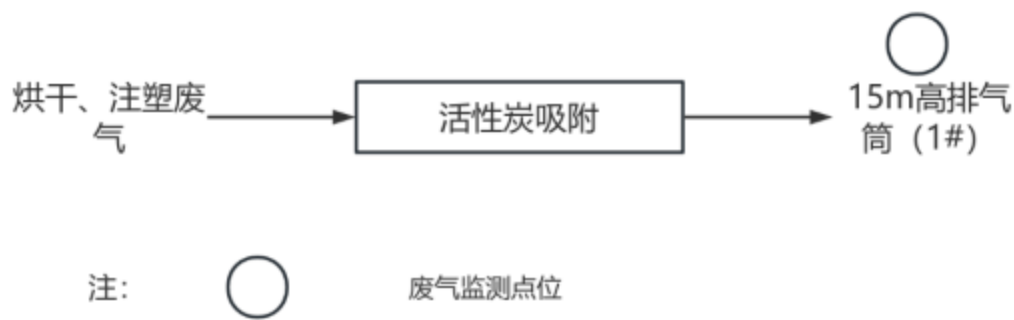 烘干、注塑废
气
活性炭吸附
15m高排气
筒（1#）
注：
废气监测点位